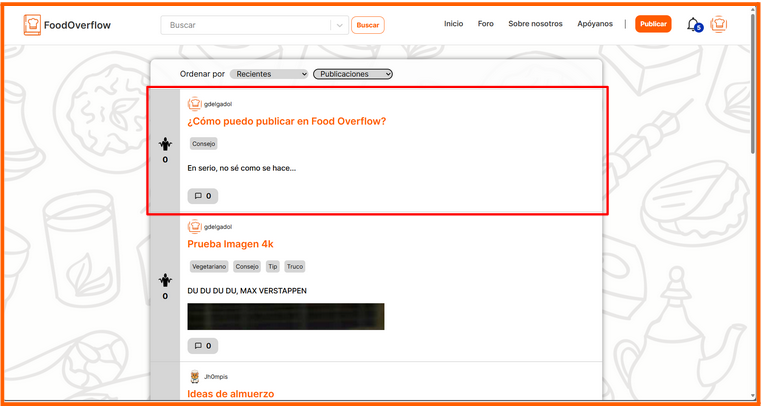 FoodOverflow
Buscar
Buscar
Inicio
Foro
Sobre nosotros
Apóyanos
|
Publicar
5
Ordenar por
Recientes
Publicaciones
gdelgadol
¿Cómo puedo publicar en Food Overflow?
Consejo
0
En serio, no sé como se hace...
0
gdelgadol
Prueba Imagen 4k
Vegetariano Consejo Tip Truco
0
DU DU DU DU, MAX VERSTAPPEN
0
Jh0mpis
Ideas de almuerzo